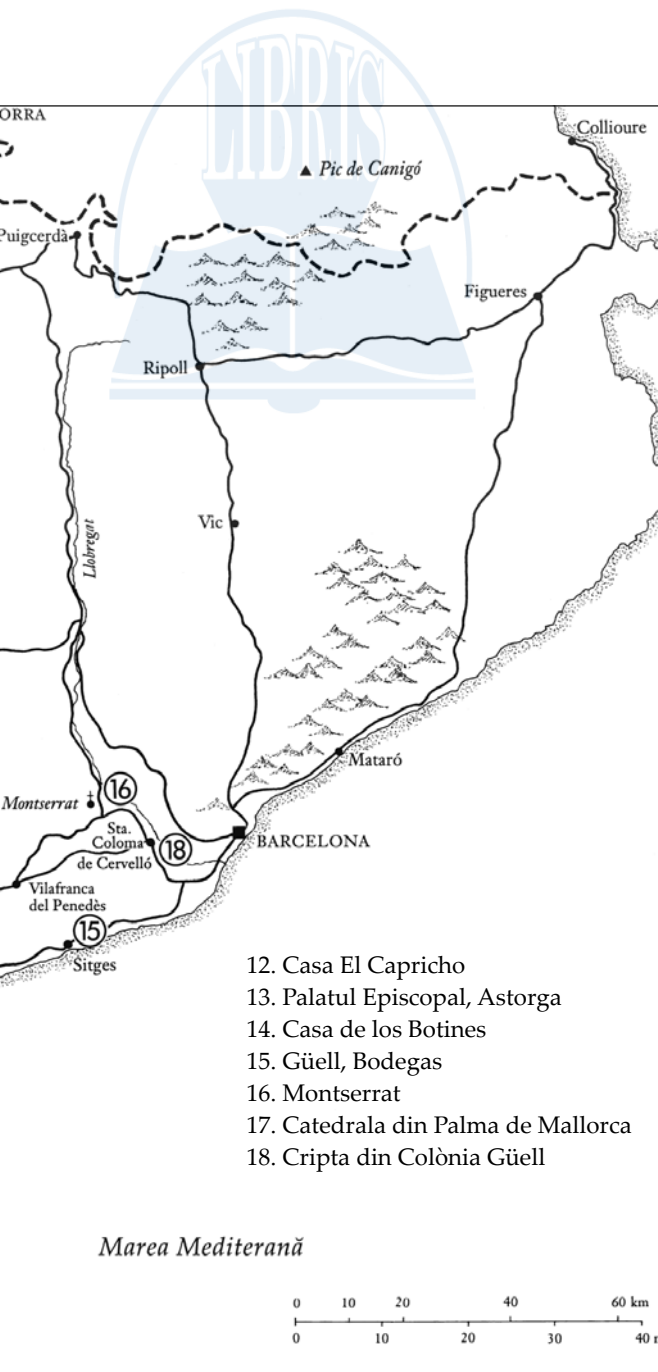 LIBRIS
ORRA
Collioure
Pic de Canigó
Puigcerdà
Figueres
Ripoll
Vic
Llobregat
Mataró
16
Montserrat
Sta.
Coloma
de Cervelló
18
BARCELONA
Vilafranca
del Penedès
15
Sitges
12. Casa El Capricho
13. Palatul Episcopal, Astorga
14. Casa de los Botines
15. Güell, Bodegas
16. Montserrat
17. Catedrala din Palma de Mallorca
18. Cripta din Colònia Güell
Marea Mediterană
0 10 20 40 60 km
0 10 20 30 40 m